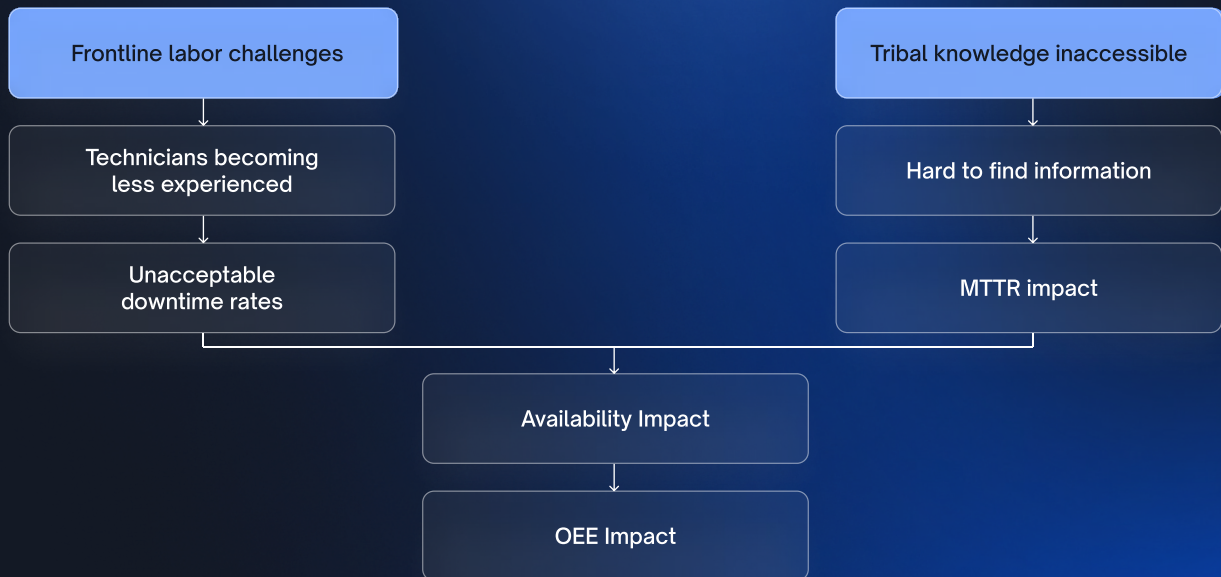 Frontline labor challenges
Tribal knowledge inaccessible
Technicians becoming
less experienced
Hard to find information
Unacceptable
downtime rates
MTTR impact
Availability Impact
OEE Impact